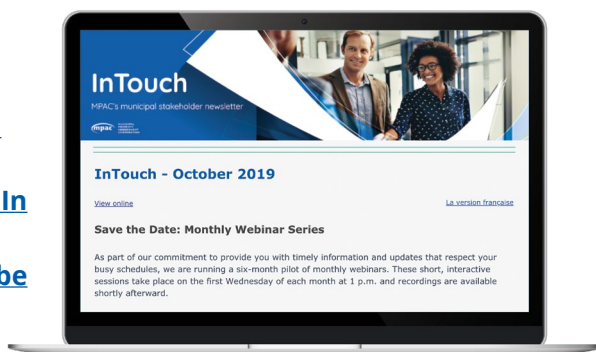 InTouch
MPAC's municipal stakeholder newsletter
mpac
InTouch - October 2019
View online
La version française
In
Save the Date: Monthly Webinar Series
be
As part of our commitment to provide you with timely information and updates that respect your
busy schedules, we are running a six-month pilot of monthly webinars. These short, interactive
sessions take place on the first Wednesday of each month at 1 p.m. and recordings are available
shortly afterward.